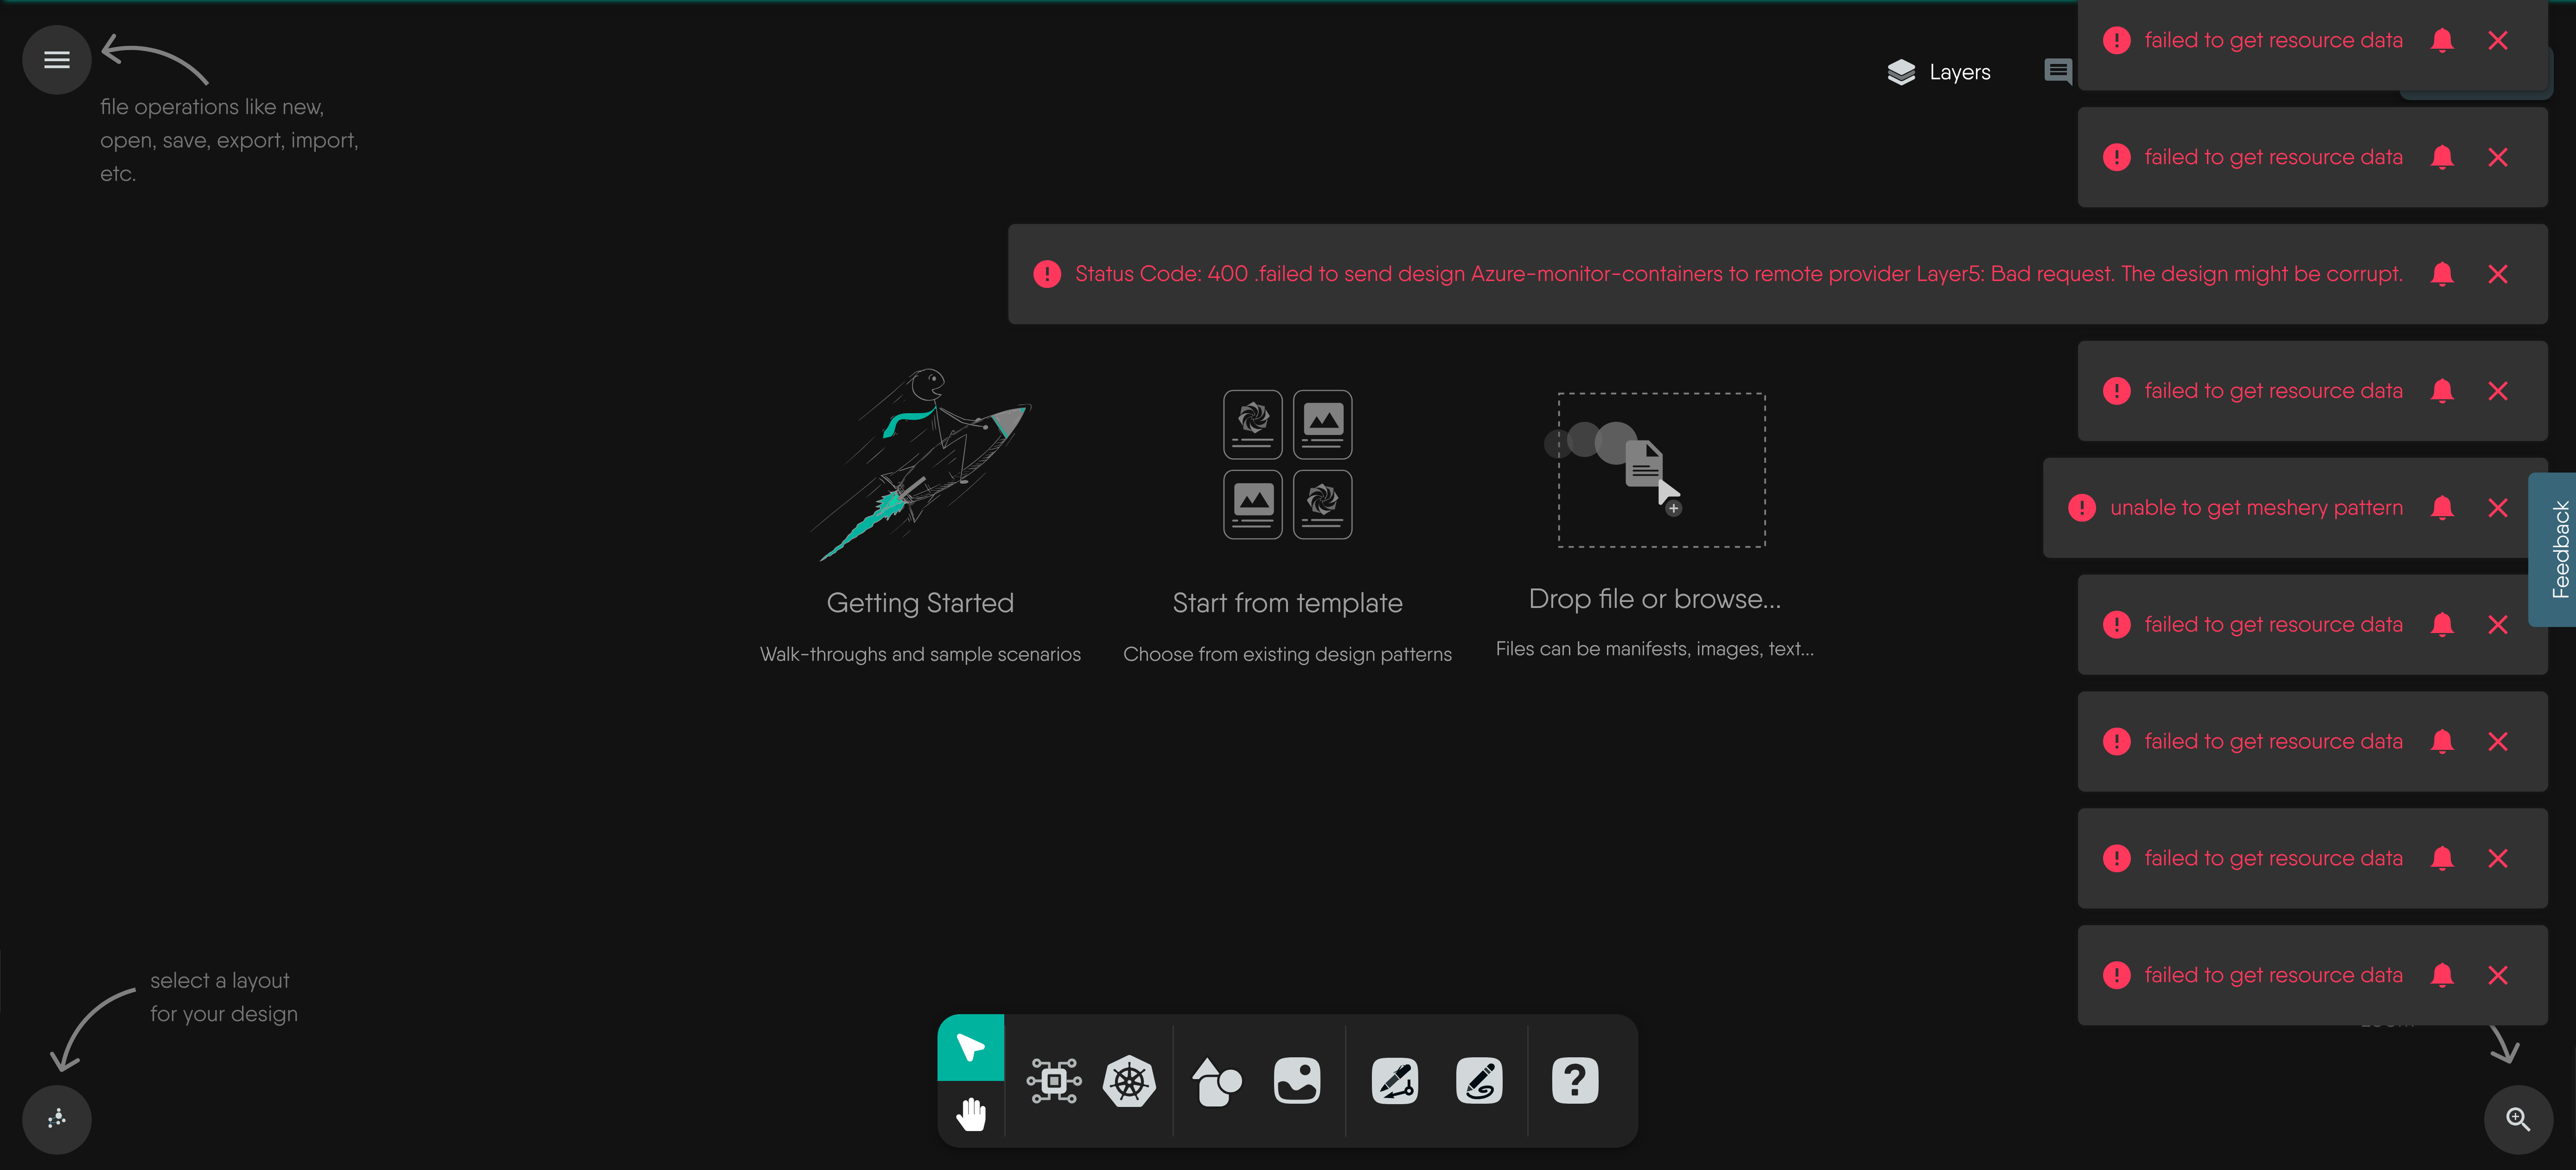 failed to get resource data
file operations like new,
open, save, export, import,
etc.
Layers
failed to get resource data
Status Code: 400 .failed to send design Azure-monitor-containers to remote provider Layer5: Bad request. The design might be corrupt.
failed to get resource data
unable to get meshery pattern
Feedback
Getting Started
Start from template
Drop file or browse...
Walk-throughs and sample scenarios
Choose from existing design patterns
Files can be manifests, images, text...
failed to get resource data
failed to get resource data
failed to get resource data
failed to get resource data
select a layout
for your design
?